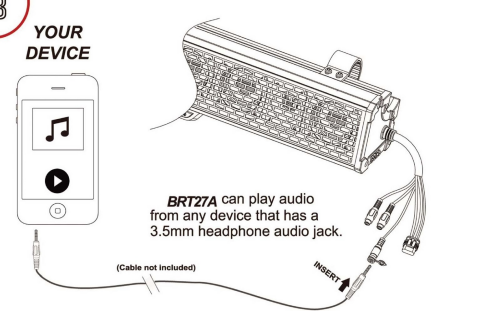 3
YOUR
DEVICE
BRT27A can play audio
from any device that has a
3.5mm headphone audio jack.
(Cable not included)
INSERT